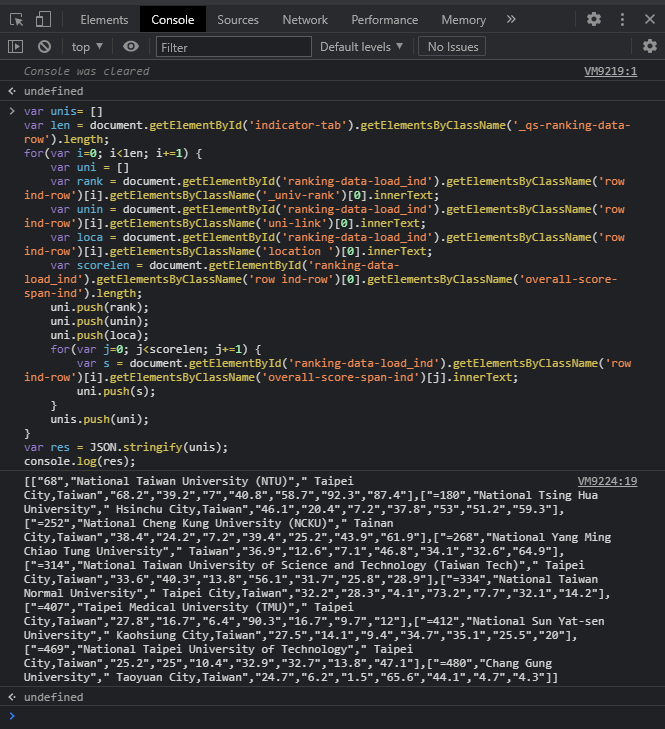 Elements Console Sources Network Performance Memory »
top ▼ Filter Default levels ▼ No Issues
Console was cleared VM9219:1
undefined
var unis= []
var len = document.getElementById('indicator-tab').getElementsByClassName('_qs-ranking-data-
row').length;
for(var i=0; i<len; i+=1) {
    var uni = []
    var rank = document.getElementById('ranking-data-load_ind').getElementsByClassName('row
ind-row')[i].getElementsByClassName('_univ-rank')[0].innerText;
    var unin = document.getElementById('ranking-data-load_ind').getElementsByClassName('row
ind-row')[i].getElementsByClassName('uni-link')[0].innerText;
    var loca = document.getElementById('ranking-data-load_ind').getElementsByClassName('row
ind-row')[i].getElementsByClassName('location ')[0].innerText;
    var scorelen = document.getElementById('ranking-data-
load_ind').getElementsByClassName('row ind-row')[0].getElementsByClassName('overall-score-
span-ind').length;
    uni.push(rank);
    uni.push(unin);
    uni.push(loca);
    for(var j=0; j<scorelen; j+=1) {
        var s = document.getElementById('ranking-data-load_ind').getElementsByClassName('row
ind-row')[i].getElementsByClassName('overall-score-span-ind')[j].innerText;
        uni.push(s);
    }
    unis.push(uni);
}
var res = JSON.stringify(unis);
console.log(res);
[["68","National Taiwan University (NTU)"," Taipei VM9224:19
City,Taiwan","68.2","39.2","7","40.8","58.7","92.3","87.4"],["=180","National Tsing Hua
University"," Hsinchu City,Taiwan","46.1","20.4","7.2","37.8","53","51.2","59.3"],
["=252","National Cheng Kung University (NCKU)"," Tainan
City,Taiwan","38.4","24.2","7.2","39.4","25.2","43.9","61.9"],["=268","National Yang Ming
Chiao Tung University"," Taiwan","36.9","12.6","7.1","46.8","34.1","32.6","64.9"],
["=314","National Taiwan University of Science and Technology (Taiwan Tech)"," Taipei
City,Taiwan","33.6","40.3","13.8","56.1","31.7","25.8","28.9"],["=334","National Taiwan
Normal University"," Taipei City,Taiwan","32.2","28.3","4.1","73.2","7.7","32.1","14.2"],
["=407","Taipei Medical University (TMU)"," Taipei
City,Taiwan","27.8","16.7","6.4","90.3","16.7","9.7","12"],["=412","National Sun Yat-sen
University"," Kaohsiung City,Taiwan","27.5","14.1","9.4","34.7","35.1","25.5","20"],
["=469","National Taipei University of Technology"," Taipei
City,Taiwan","25.2","25","10.4","32.9","32.7","13.8","47.1"],["=480","Chang Gung
University"," Taoyuan City,Taiwan","24.7","6.2","1.5","65.6","44.1","4.7","4.3"]]
undefined